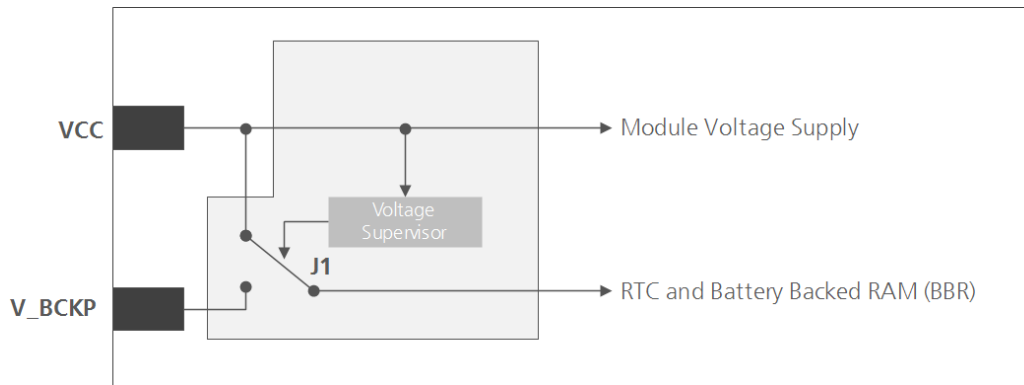 VCC
Module Voltage Supply
Voltage
Supervisor
J1
V_BCKP
RTC and Battery Backed RAM (BBR)